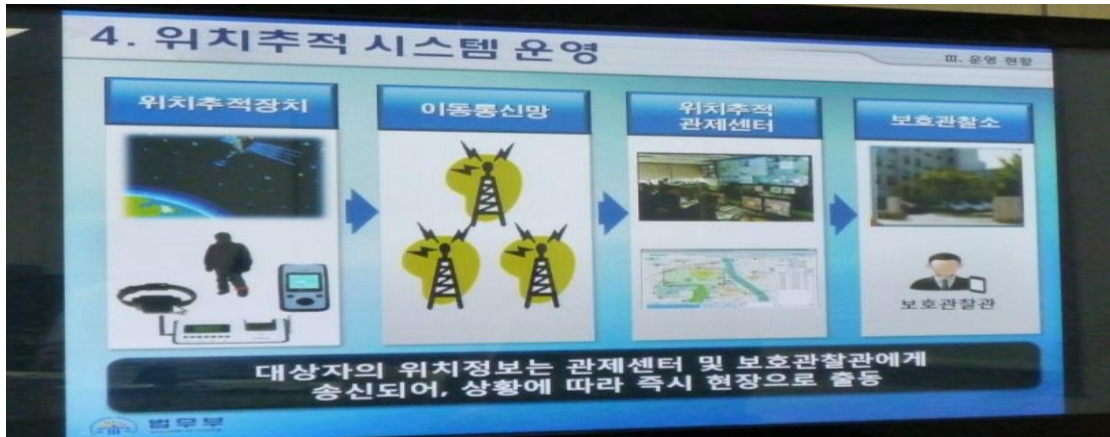 4. 위치추적 시스템 운영
Ⅲ. 운영 현황
위치추적장치
이동통신망
위치추적
관제센터
보호관찰소
보호관찰관
대상자의 위치정보는 관제센터 및 보호관찰관에게
송신되어, 상황에 따라 즉시 현장으로 출동
법무부